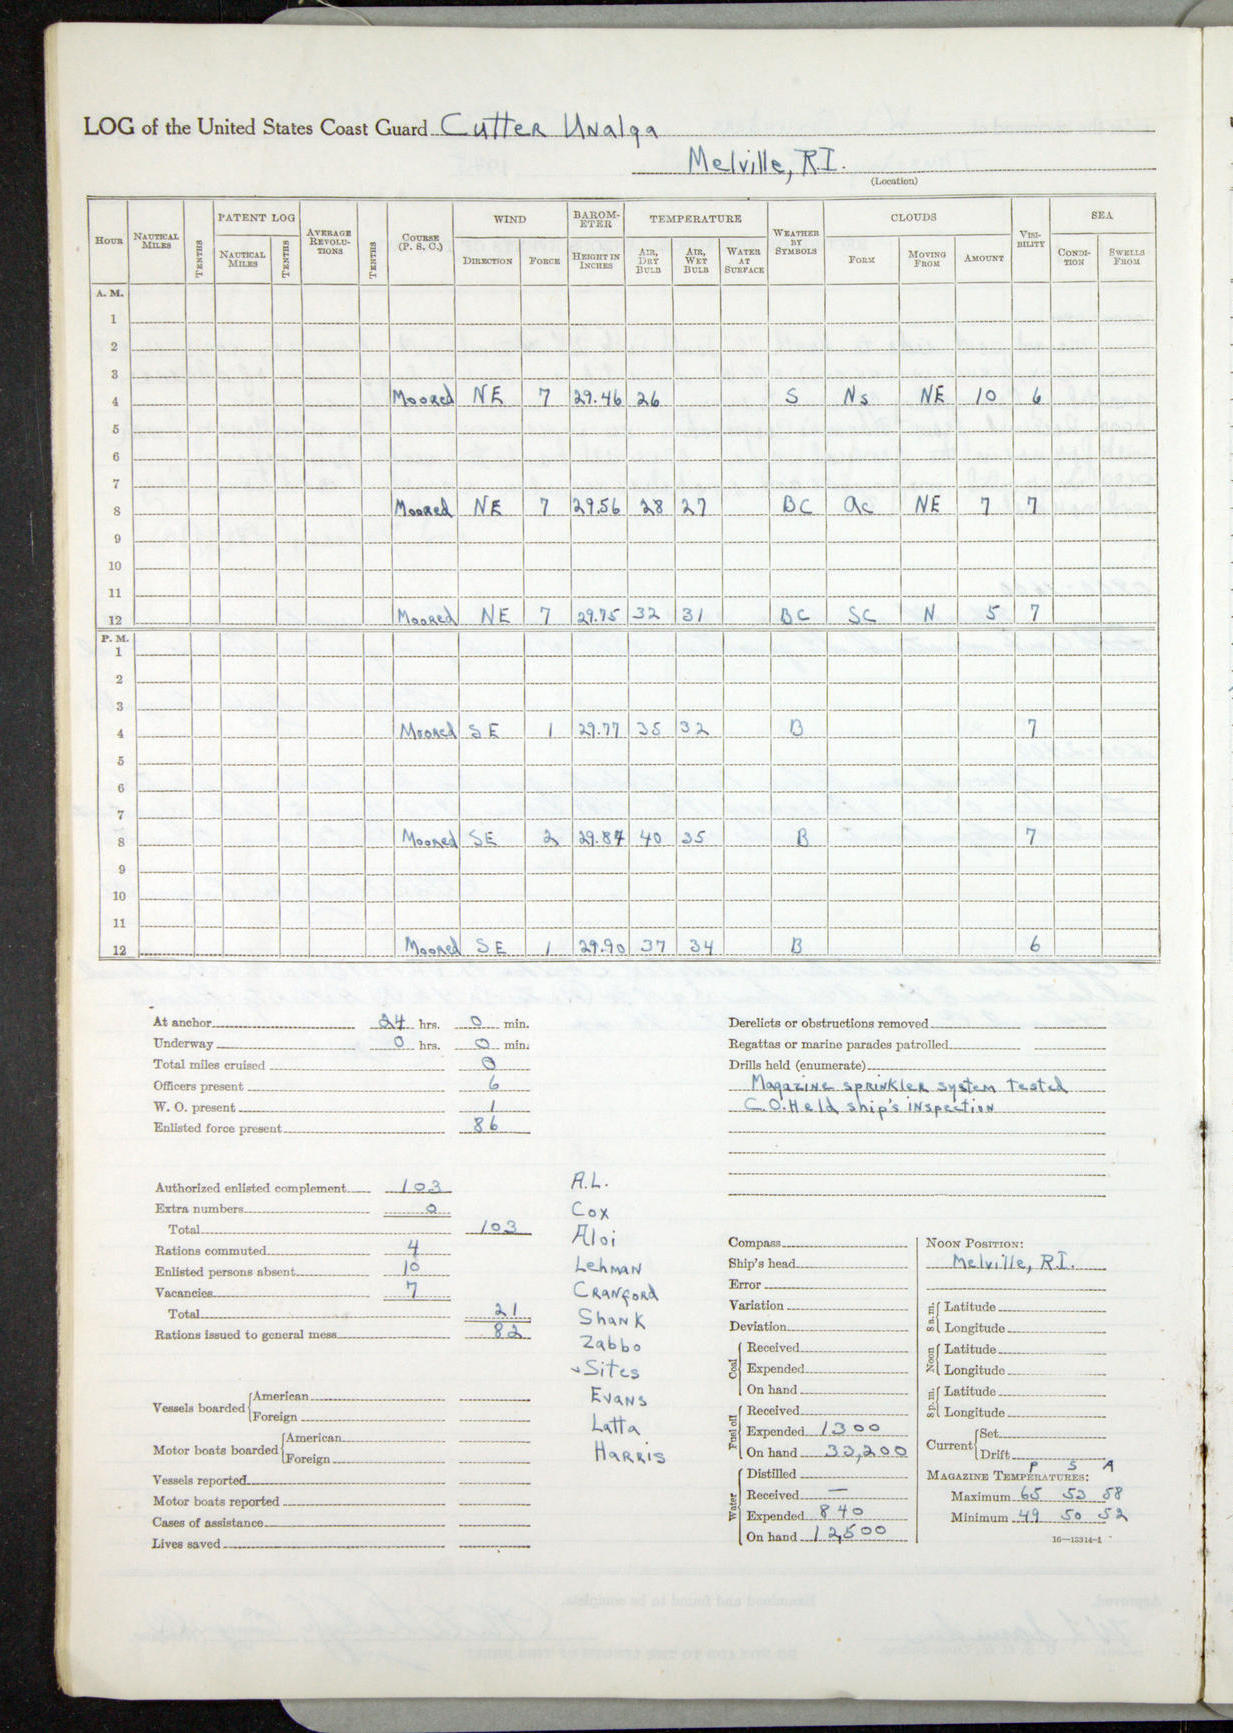 LOG of the United States Coast Guard Cutter Unalga
Melville, R.I.
(Location)
HOUR NAUTICAL MILES TENTHS PATENT LOG NAUTICAL MILES TENTHS AVERAGE REVOLUTIONS TENTHS COURSE (P. S. C.) WIND DIRECTION FORCE BAROMETER HEIGHT IN INCHES TEMPERATURE AIR, DRY BULB AIR, WET BULB WATER AT SURFACE WEATHER BY SYMBOLS CLOUDS FORM MOVING FROM AMOUNT VISIBILITY SEA CONDITION SWELLS FROM
A. M.
1
2
3
4 Moored NE 7 29.46 26 S Ns NE 10 6
5
6
7
8 Moored NE 7 29.56 28 27 BC Ac NE 7 7
9
10
11
12 Moored NE 7 29.75 32 31 BC SC N 5 7
P. M.
1
2
3
4 Moored SE 1 29.77 35 32 B 7
5
6
7
8 Moored SE 2 29.87 40 35 B 7
9
10
11
12 Moored SE 1 29.90 37 34 B 6
At anchor 24 hrs. 0 min.
Underway 0 hrs. 0 min.
Total miles cruised 0
Officers present 6
W. O. present 1
Enlisted force present 86
Derelicts or obstructions removed
Regattas or marine parades patrolled
Drills held (enumerate)
Magazine sprinkler system tested
C.O. Held ship's inspection
Authorized enlisted complement 103
Extra numbers 0
Total 103
Rations commuted 4
Enlisted persons absent 10
Vacancies 7
Total 21
Rations issued to general mess 82
A.L.
Cox
Aloi
Lehman
Cranford
Shank
Zabbo
Sites
Evans
Latta
Harris
Vessels boarded American
Foreign
Motor boats boarded American
Foreign
Vessels reported
Motor boats reported
Cases of assistance
Lives saved
Compass
Ship's head
Error
Variation
Deviation
Coal Received
Expended
On hand
Fuel oil Received
Expended 1300
On hand 33,200
Water Distilled
Received —
Expended 840
On hand 12,500
NOON POSITION:
Melville, R.I.
8 a. m. Latitude
Longitude
Noon Latitude
Longitude
8 p. m. Latitude
Longitude
Current Set
Drift
P S A
MAGAZINE TEMPERATURES:
Maximum 65 53 58
Minimum 49 50 52
16—13314-1